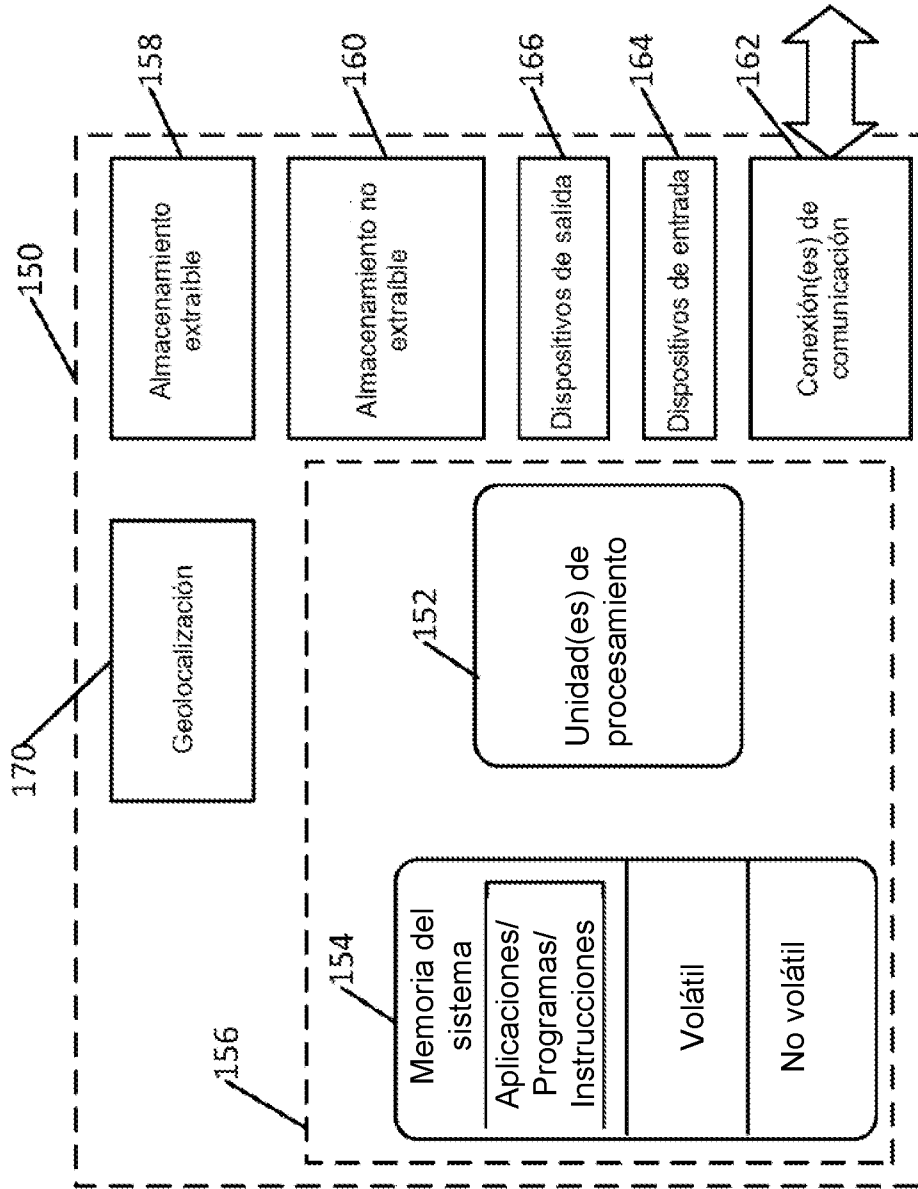 150
170
Geolocalización
158
Almacenamiento
extraíble
156
154
Memoria del
sistema
Aplicaciones/
Programas/
Instrucciones
Volátil
No volátil
152
Unidad(es) de
procesamiento
160
Almacenamiento no
extraíble
166
Dispositivos de salida
164
Dispositivos de entrada
162
Conexión(es) de
comunicación